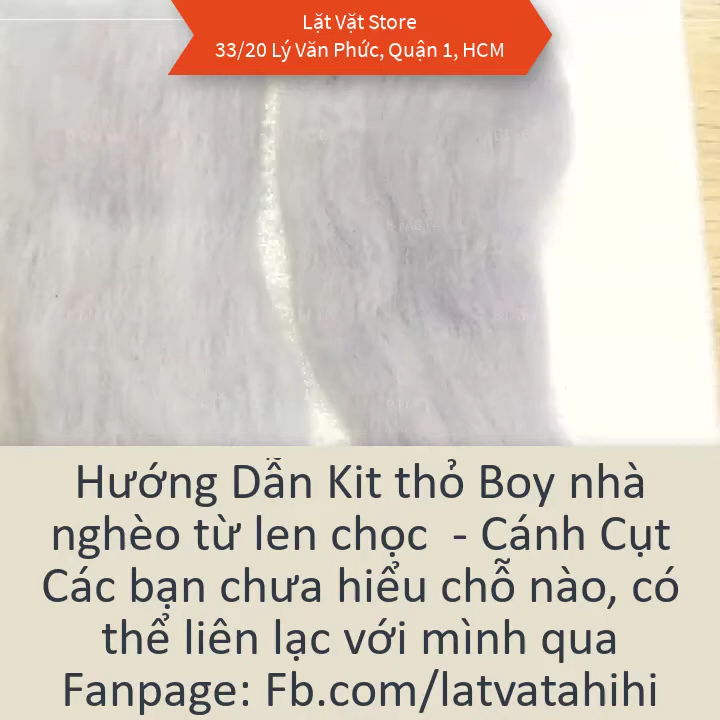 Lặt Vặt Store
33/20 Lý Văn Phức, Quận 1, HCM
Hướng Dẫn Kit thỏ Boy nhà
nghèo từ len chọc - Cánh Cụt
Các bạn chưa hiểu chỗ nào, có
thể liên lạc với mình qua
Fanpage: Fb.com/latvatahihi